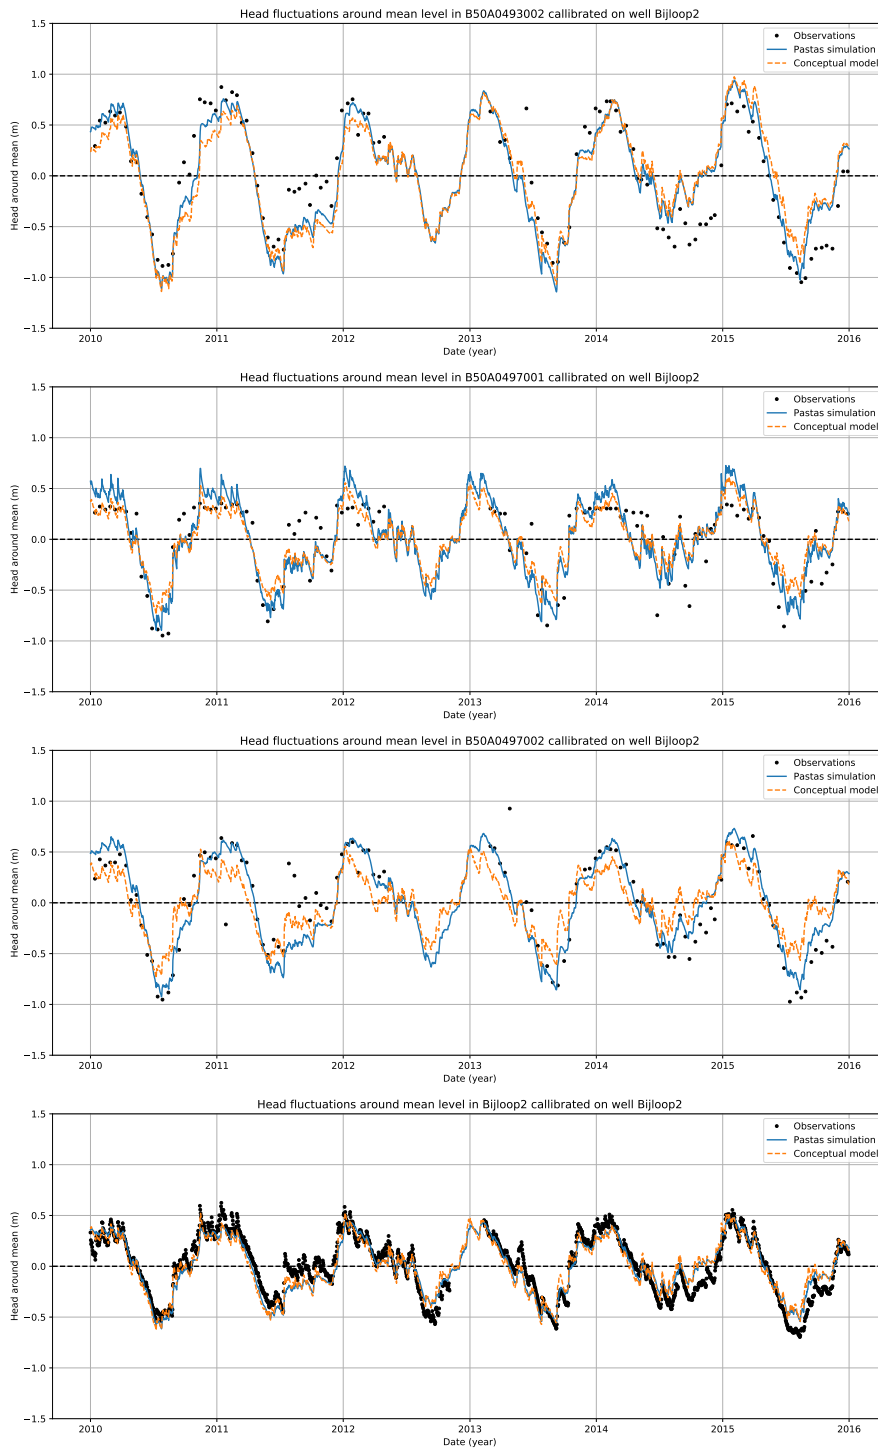 Head fluctuations around mean level in B50A0493002 callibrated on well Bijloop2
Observations
Pastas simulation
Conceptual model
Head around mean (m)
1.5
1.0
0.5
0.0
−0.5
−1.0
−1.5
2010 2011 2012 2013 2014 2015 2016
Date (year)
Head fluctuations around mean level in B50A0497001 callibrated on well Bijloop2
Observations
Pastas simulation
Conceptual model
Head around mean (m)
1.5
1.0
0.5
0.0
−0.5
−1.0
−1.5
2010 2011 2012 2013 2014 2015 2016
Date (year)
Head fluctuations around mean level in B50A0497002 callibrated on well Bijloop2
Observations
Pastas simulation
Conceptual model
Head around mean (m)
1.5
1.0
0.5
0.0
−0.5
−1.0
−1.5
2010 2011 2012 2013 2014 2015 2016
Date (year)
Head fluctuations around mean level in Bijloop2 callibrated on well Bijloop2
Observations
Pastas simulation
Conceptual model
Head around mean (m)
1.5
1.0
0.5
0.0
−0.5
−1.0
−1.5
2010 2011 2012 2013 2014 2015 2016
Date (year)